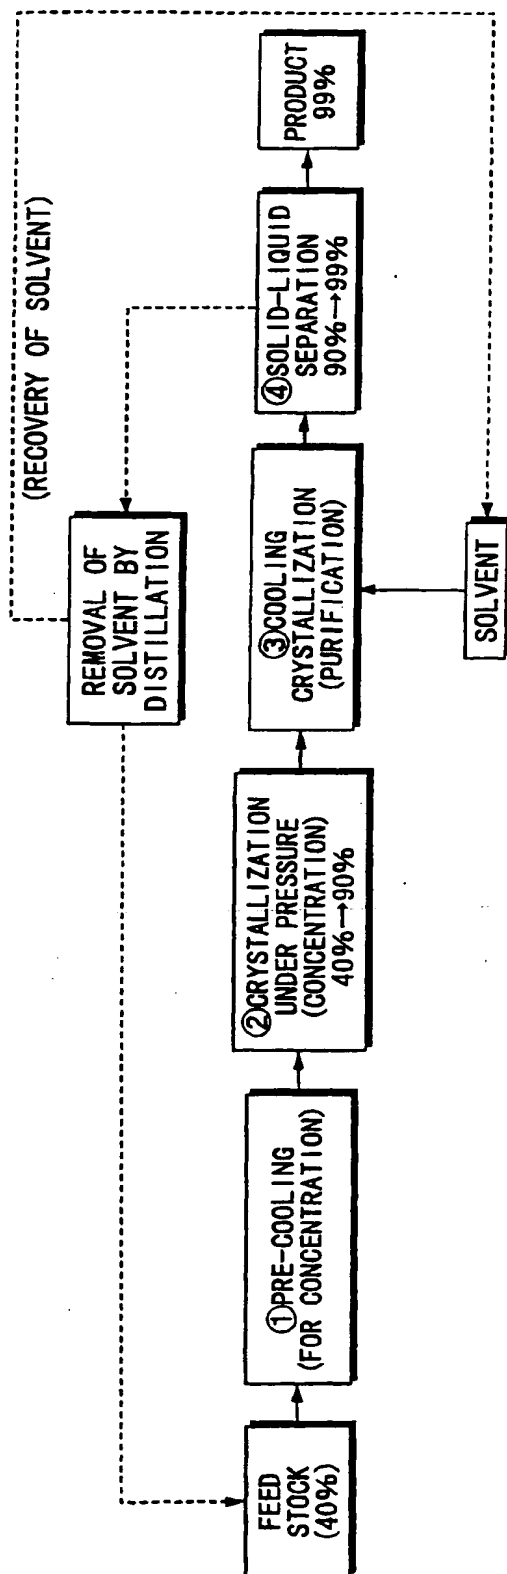 (RECOVERY OF SOLVENT)
REMOVAL OF
SOLVENT BY
DISTILLATION
FEED
STOCK
(40%)
①PRE-COOLING
(FOR CONCENTRATION)
②CRYSTALLIZATION
UNDER PRESSURE
(CONCENTRATION)
40%→90%
③COOLING
CRYSTALLIZATION
(PURIFICATION)
④SOLID-LIQUID
SEPARATION
90%→99%
PRODUCT
99%
SOLVENT